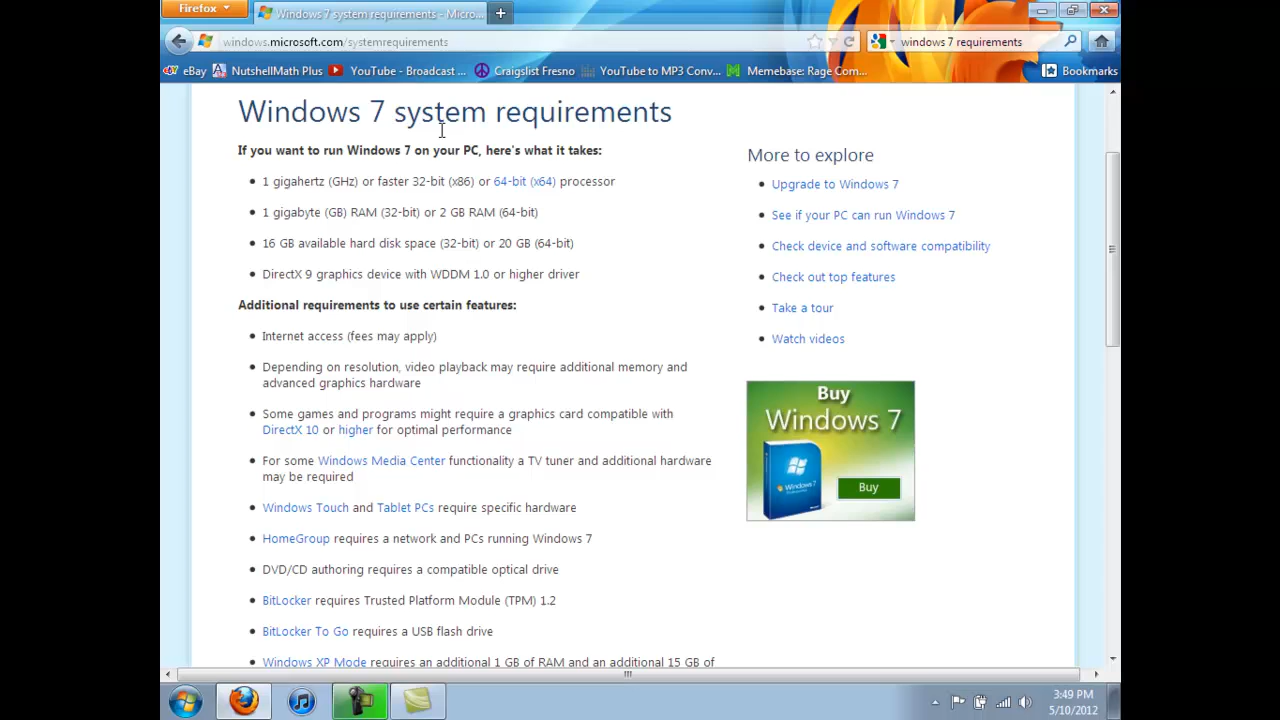 Firefox
Windows 7 system requirements - Micro...
windows.microsoft.com/systemrequirements
windows 7 requirements
eBay
NutshellMath Plus
YouTube - Broadcast ...
Craigslist Fresno
YouTube to MP3 Conv...
Memebase: Rage Com...
Bookmarks
Windows 7 system requirements
If you want to run Windows 7 on your PC, here's what it takes:
1 gigahertz (GHz) or faster 32-bit (x86) or 64-bit (x64) processor
1 gigabyte (GB) RAM (32-bit) or 2 GB RAM (64-bit)
16 GB available hard disk space (32-bit) or 20 GB (64-bit)
DirectX 9 graphics device with WDDM 1.0 or higher driver
Additional requirements to use certain features:
Internet access (fees may apply)
Depending on resolution, video playback may require additional memory and
advanced graphics hardware
Some games and programs might require a graphics card compatible with
DirectX 10 or higher for optimal performance
For some Windows Media Center functionality a TV tuner and additional hardware
may be required
Windows Touch and Tablet PCs require specific hardware
HomeGroup requires a network and PCs running Windows 7
DVD/CD authoring requires a compatible optical drive
BitLocker requires Trusted Platform Module (TPM) 1.2
BitLocker To Go requires a USB flash drive
Windows XP Mode requires an additional 1 GB of RAM and an additional 15 GB of
More to explore
Upgrade to Windows 7
See if your PC can run Windows 7
Check device and software compatibility
Check out top features
Take a tour
Watch videos
Buy
Windows 7
Windows 7
Buy
3:49 PM
5/10/2012